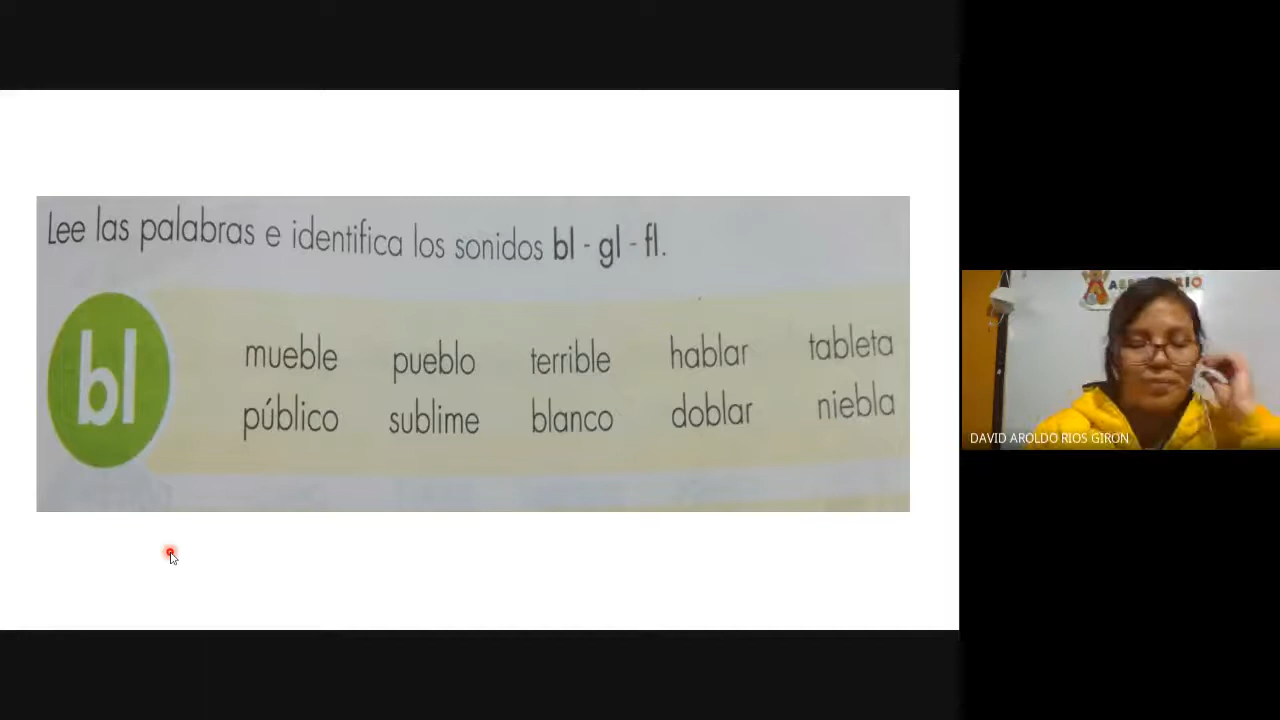 Lee las palabras e identifica los sonidos bl - gl - fl.
bl
mueble pueblo terrible hablar tableta
público sublime blanco doblar niebla
DAVID AROLDO RIOS GIRON